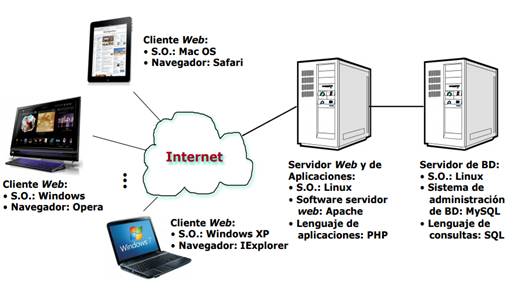 Cliente Web:
• S.O.: Mac OS
• Navegador: Safari
Cliente Web:
• S.O.: Windows
• Navegador: Opera
Internet
Cliente Web:
• S.O.: Windows XP
• Navegador: IExplorer
Windows 7
Servidor Web y de
Aplicaciones:
• S.O.: Linux
• Software servidor
web: Apache
• Lenguaje de
aplicaciones: PHP
Servidor de BD:
• S.O.: Linux
• Sistema de
administración
de BD: MySQL
• Lenguaje de
consultas: SQL